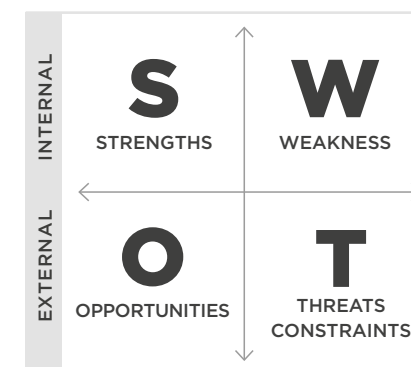 INTERNAL
S
STRENGTHS
W
WEAKNESS
EXTERNAL
O
OPPORTUNITIES
T
THREATS
CONSTRAINTS